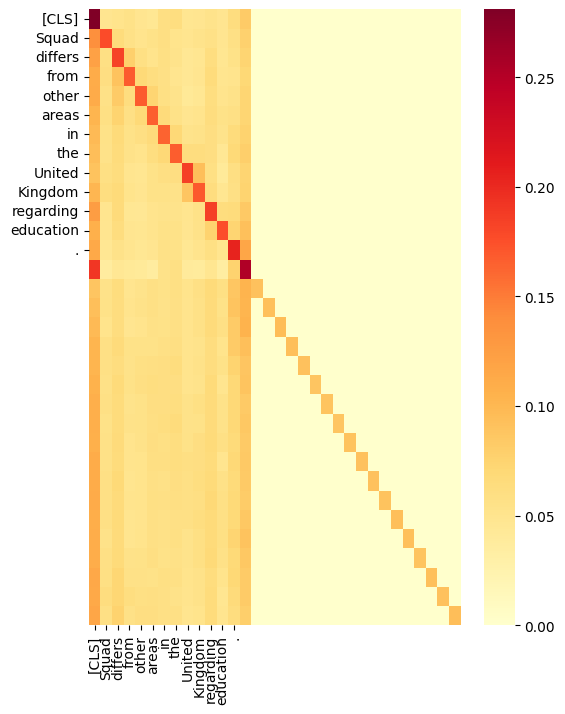 [CLS]
Squad
differs
from
other
areas
in
the
United
Kingdom
regarding
education
.
[CLS]
Squad
differs
from
other
areas
in
the
United
Kingdom
regarding
education
.
0.25
0.20
0.15
0.10
0.05
0.00